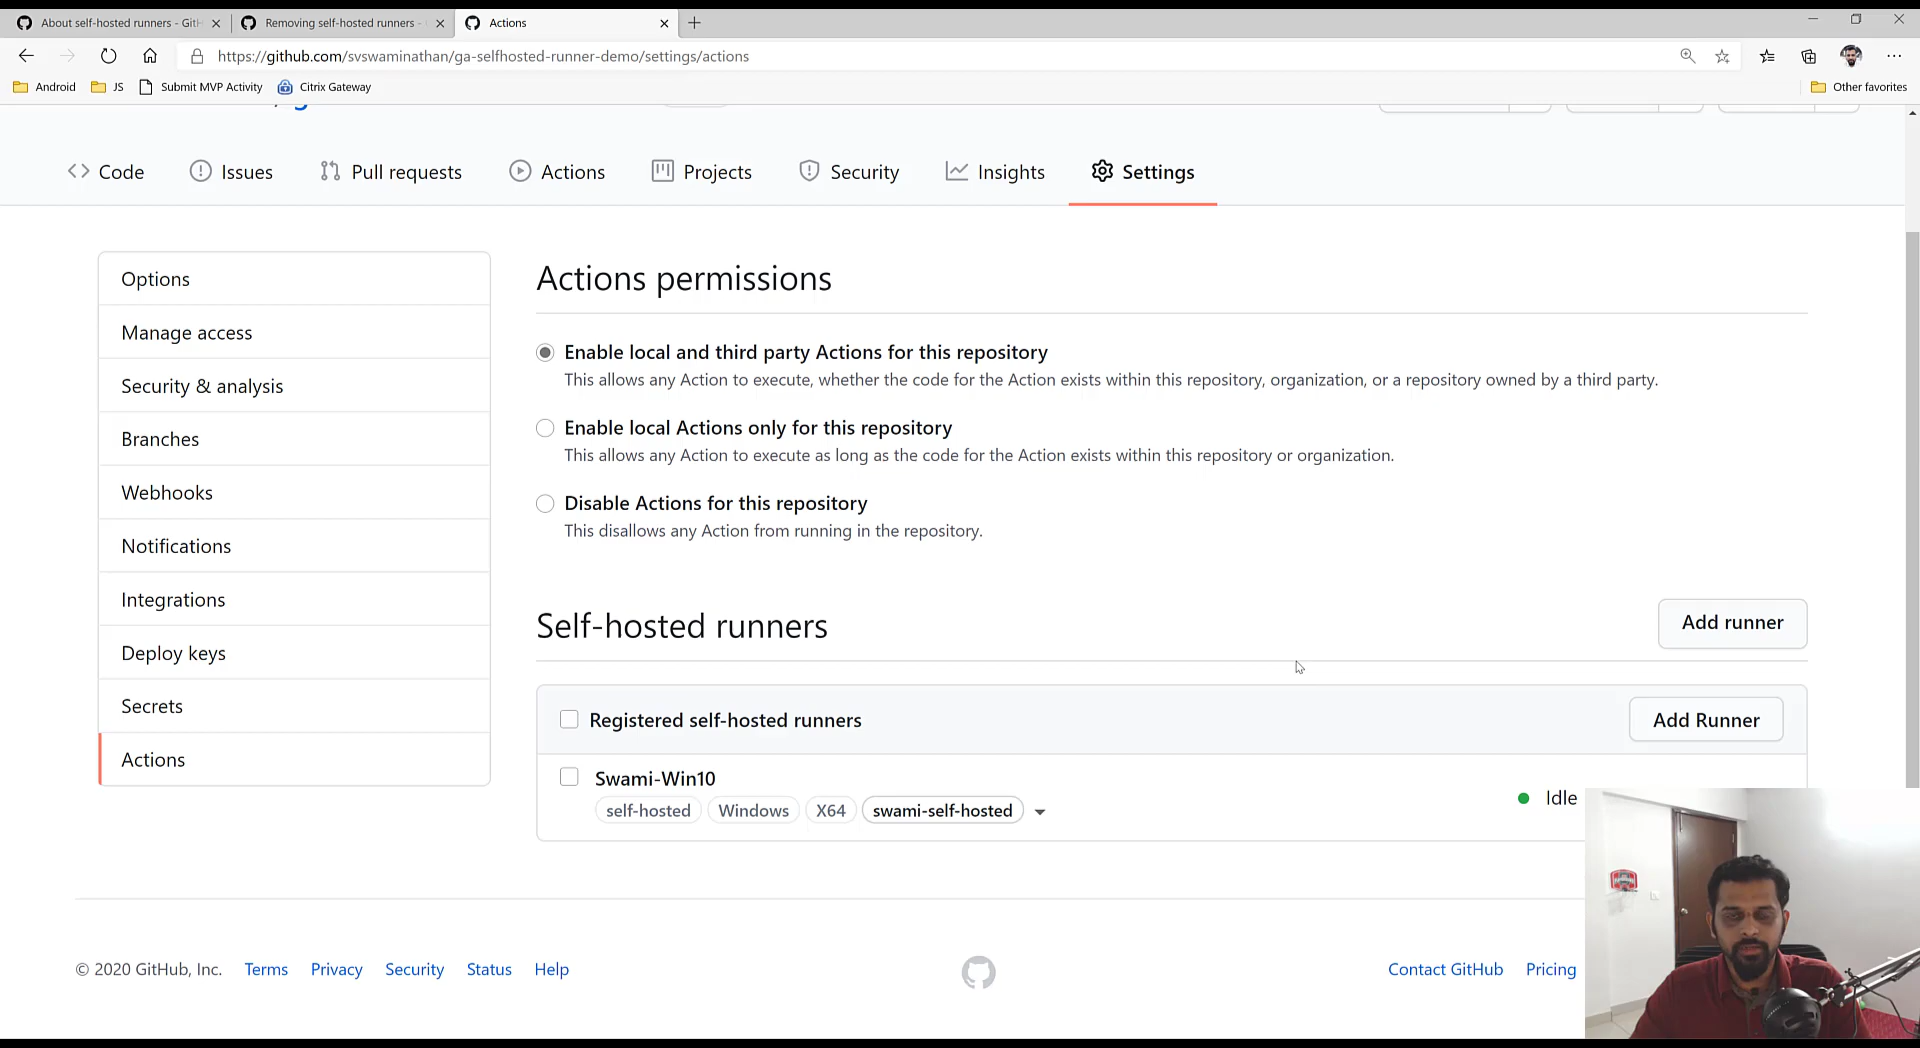 About self-hosted runners - GitH
Removing self-hosted runners -
Actions
https://github.com/svswaminathan/ga-selfhosted-runner-demo/settings/actions
Android
JS
Submit MVP Activity
Citrix Gateway
Other favorites
Code
Issues
Pull requests
Actions
Projects
Security
Insights
Settings
Options
Manage access
Security & analysis
Branches
Webhooks
Notifications
Integrations
Deploy keys
Secrets
Actions
Actions permissions
Enable local and third party Actions for this repository
This allows any Action to execute, whether the code for the Action exists within this repository, organization, or a repository owned by a third party.
Enable local Actions only for this repository
This allows any Action to execute as long as the code for the Action exists within this repository or organization.
Disable Actions for this repository
This disallows any Action from running in the repository.
Self-hosted runners
Add runner
Registered self-hosted runners
Add Runner
Swami-Win10
self-hosted Windows X64 swami-self-hosted
Idle
© 2020 GitHub, Inc.
Terms
Privacy
Security
Status
Help
Contact GitHub
Pricing